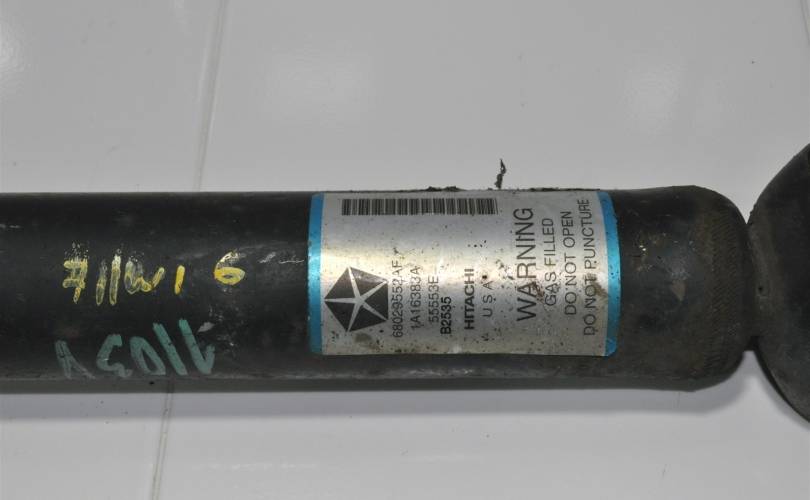 68029552AF
1A16383A
55553E
B2535
HITACHI
U S A
WARNING
GAS FILLED
DO NOT OPEN
DO NOT PUNCTURE